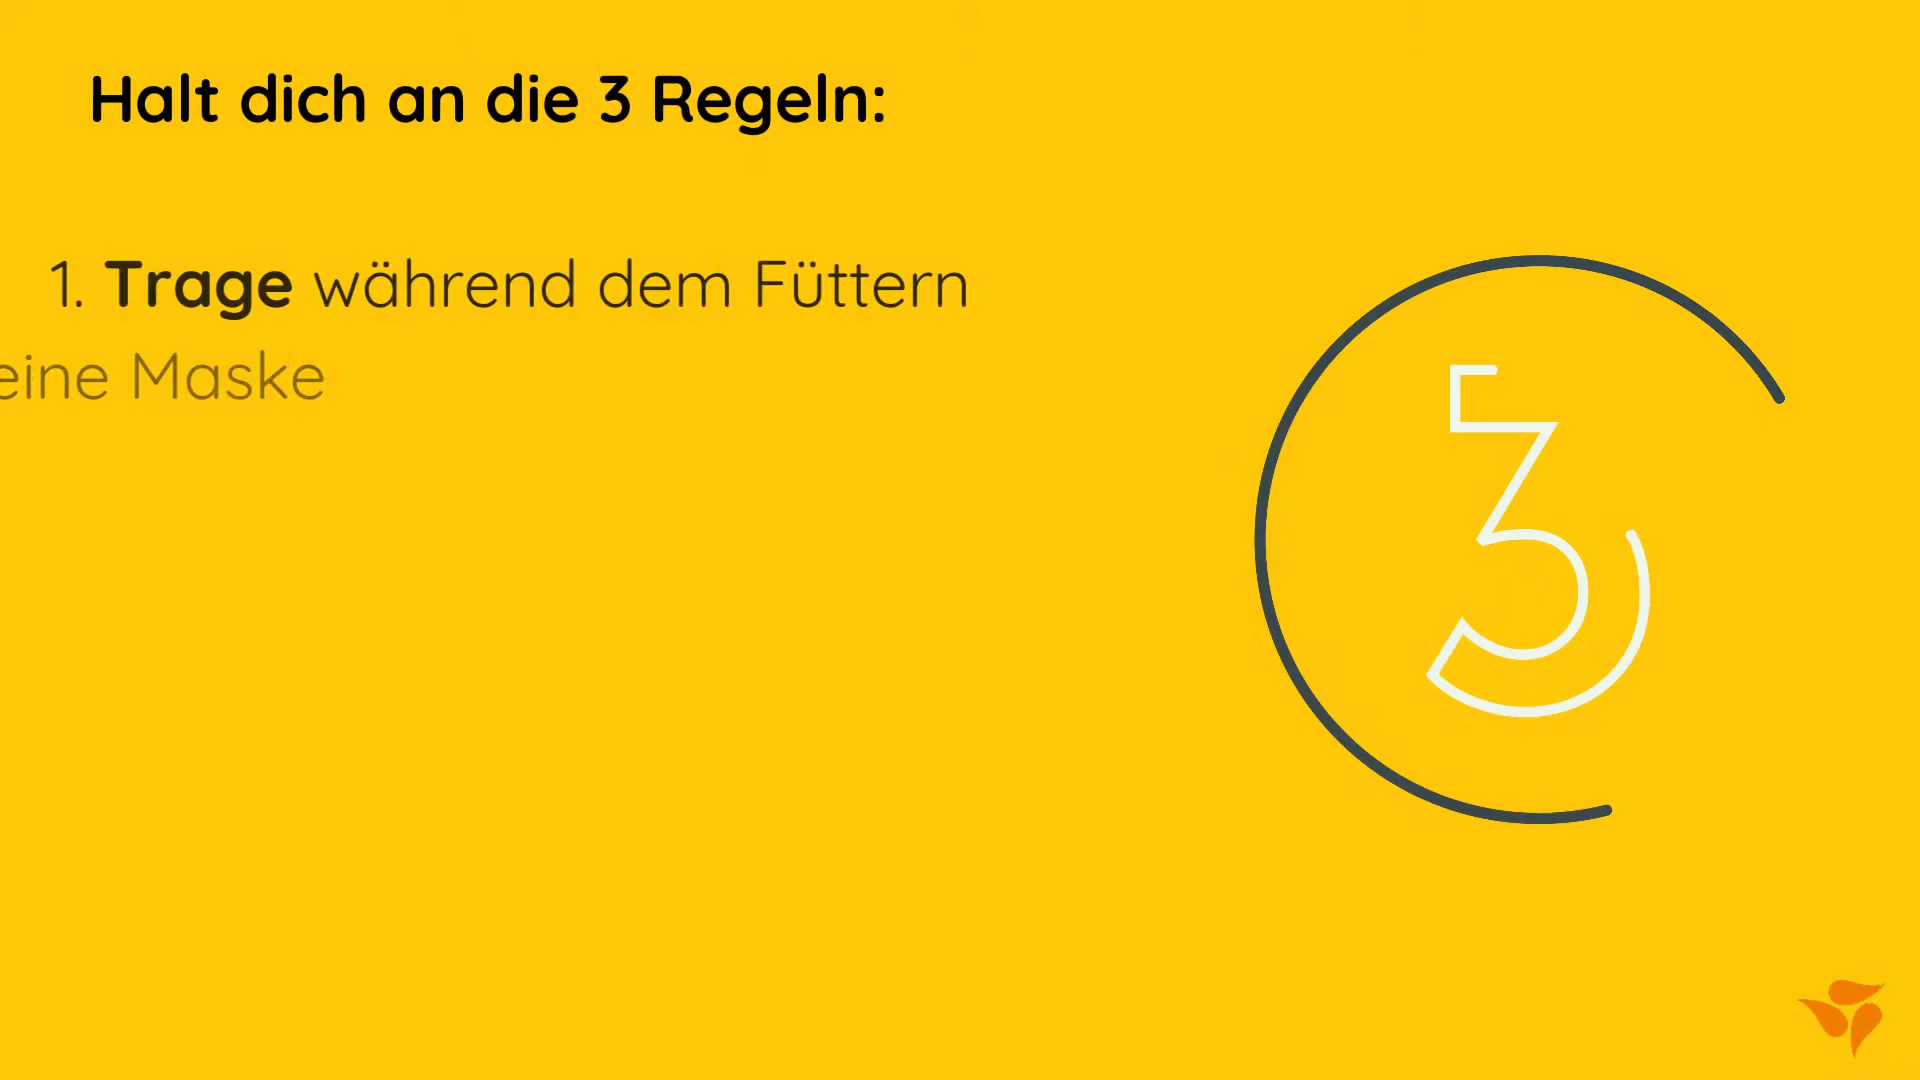 Halt dich an die 3 Regeln:
1. Trage während dem Füttern
eine Maske
3